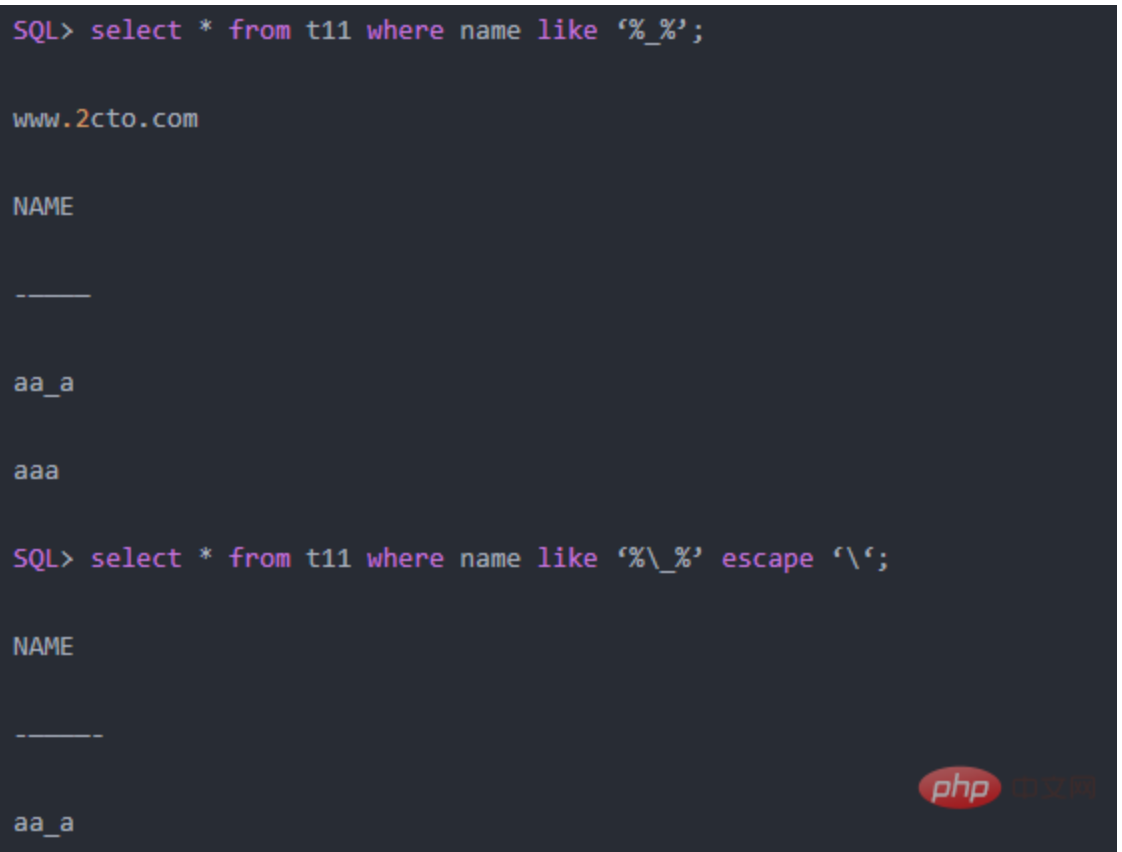 SQL> select * from t11 where name like ‘%_%’;
www.2cto.com
NAME
-————
aa_a
aaa
SQL> select * from t11 where name like ‘%\_%’ escape ‘\‘;
NAME
-————-
php 中文网
aa_a